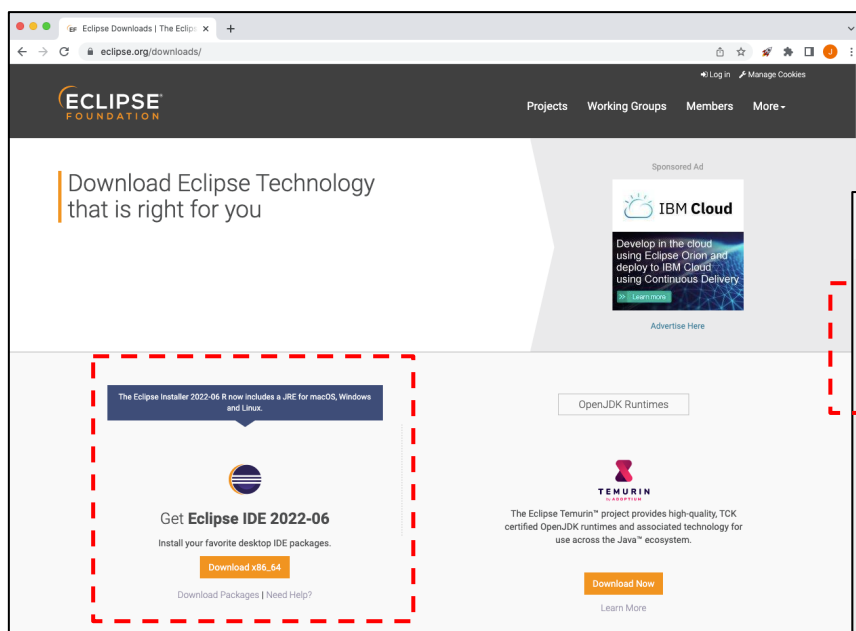 Eclipse Downloads | The Eclips
eclipse.org/downloads/
J
Log in Manage Cookies
ECLIPSE
FOUNDATION
Projects Working Groups Members More
Download Eclipse Technology
that is right for you
Sponsored Ad
IBM Cloud
Develop in the cloud
using Eclipse Orion and
deploy to IBM Cloud
using Continuous Delivery
>> Learn more
Advertise Here
The Eclipse Installer 2022-06 R now includes a JRE for macOS, Windows
and Linux.
Get Eclipse IDE 2022-06
Install your favorite desktop IDE packages.
Download x86_64
Download Packages | Need Help?
OpenJDK Runtimes
TEMURIN
BY ADOPTIUM
The Eclipse Temurin™ project provides high-quality, TCK
certified OpenJDK runtimes and associated technology for
use across the Java™ ecosystem.
Download Now
Learn More